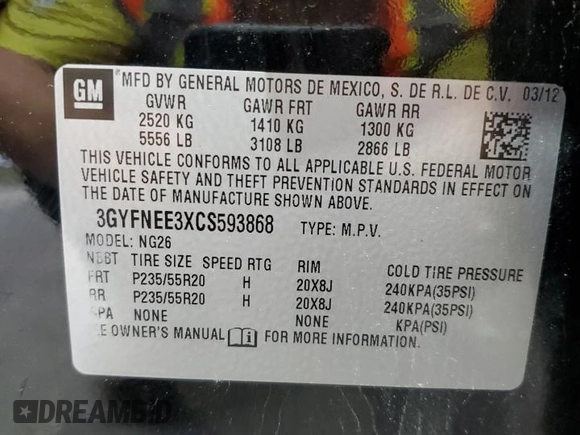 GM
MFD BY GENERAL MOTORS DE MEXICO, S. DE R.L. DE C.V. 03/12
GVWR GAWR FRT GAWR RR
2520 KG 1410 KG 1300 KG
5556 LB 3108 LB 2866 LB
THIS VEHICLE CONFORMS TO ALL APPLICABLE U.S. FEDERAL MOTOR
VEHICLE SAFETY AND THEFT PREVENTION STANDARDS IN EFFECT ON
THE DATE OF MANUFACTURE SHOWN ABOVE.
3GYFNEE3XCS593868 TYPE: M.P.V.
MODEL: NG26
TIRE SIZE SPEED RTG RIM COLD TIRE PRESSURE
FRT P235/55R20 H 20X8J 240KPA(35PSI)
RR P235/55R20 H 20X8J 240KPA(35PSI)
SPA NONE NONE KPA(PSI)
OWNER'S MANUAL FOR MORE INFORMATION.
DREAMBID